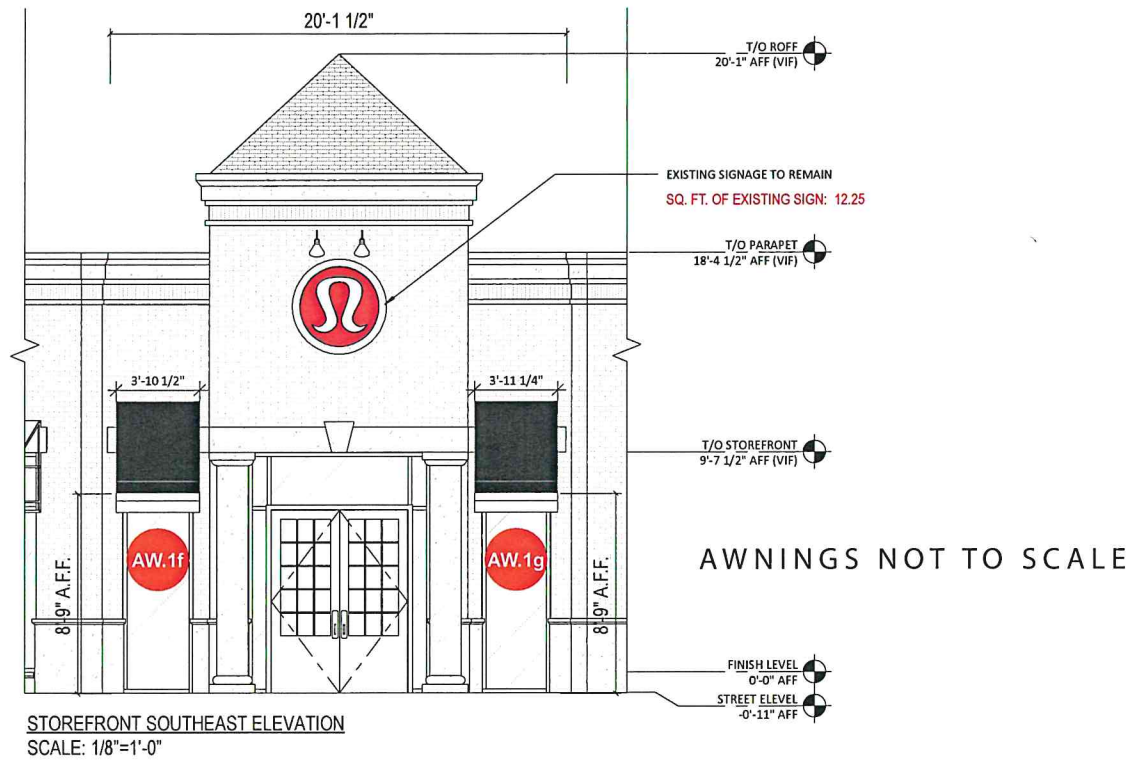 20'-1 1/2"
T/O ROFF
20'-1" AFF (VIF)
EXISTING SIGNAGE TO REMAIN
SQ. FT. OF EXISTING SIGN: 12.25
T/O PARAPET
18'-4 1/2" AFF (VIF)
3'-10 1/2"
3'-11 1/4"
T/O STOREFRONT
9'-7 1/2" AFF (VIF)
8'-9" A.F.F.
AW.1f
AW.1g
8'-9" A.F.F.
AWNINGS NOT TO SCALE
FINISH LEVEL
0'-0" AFF
STREET ELEVEL
-0'-11" AFF
STOREFRONT SOUTHEAST ELEVATION
SCALE: 1/8"=1'-0"